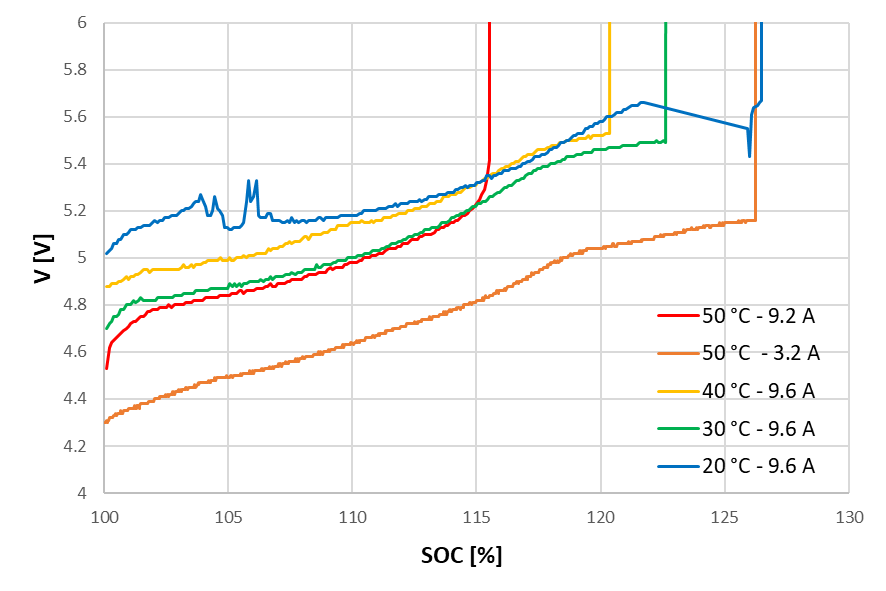 6
5.8
5.6
5.4
5.2
5
4.8
4.6
4.4
4.2
4
V [V]
50 °C - 9.2 A
50 °C  - 3.2 A
40 °C - 9.6 A
30 °C - 9.6 A
20 °C - 9.6 A
100 105 110 115 120 125 130
SOC [%]